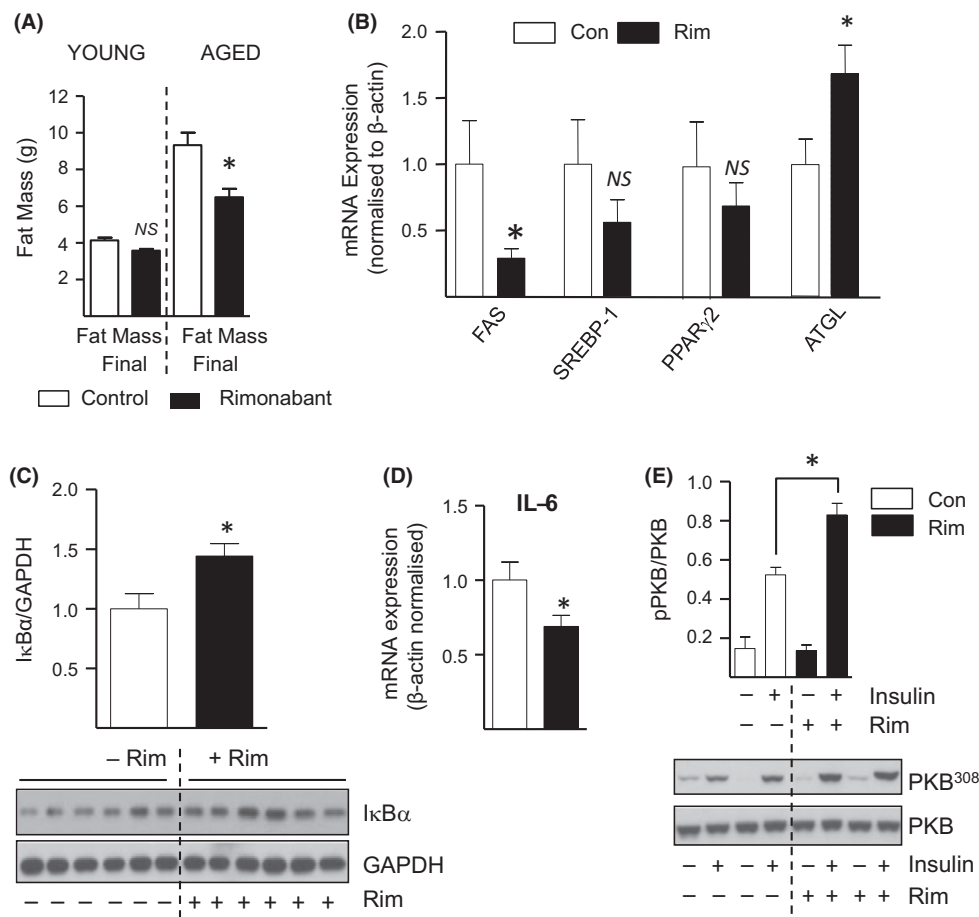 (A)
YOUNG AGED
Fat Mass (g)
12
10
8
6
4
2
NS
*
Fat Mass Fat Mass
Final Final
Control Rimonabant
(B)
Con Rim
mRNA Expression
(normalised to β-actin)
2.0
1.5
1.0
0.5
*
NS
NS
*
FAS
SREBP-1
PPARγ2
ATGL
(C)
IκBα/GAPDH
2.0
1.5
1.0
0.5
*
– Rim + Rim
IκBα
GAPDH
– – – – – – + + + + + + Rim
(D)
IL–6
mRNA expression
(β-actin normalised)
1.5
1.0
0.5
*
(E)
Con
Rim
pPKB/PKB
1.0
0.8
0.6
0.4
0.2
*
– + – + Insulin
– – + + Rim
PKB308
PKB
– + – + – + – + Insulin
– – – – + + + + Rim